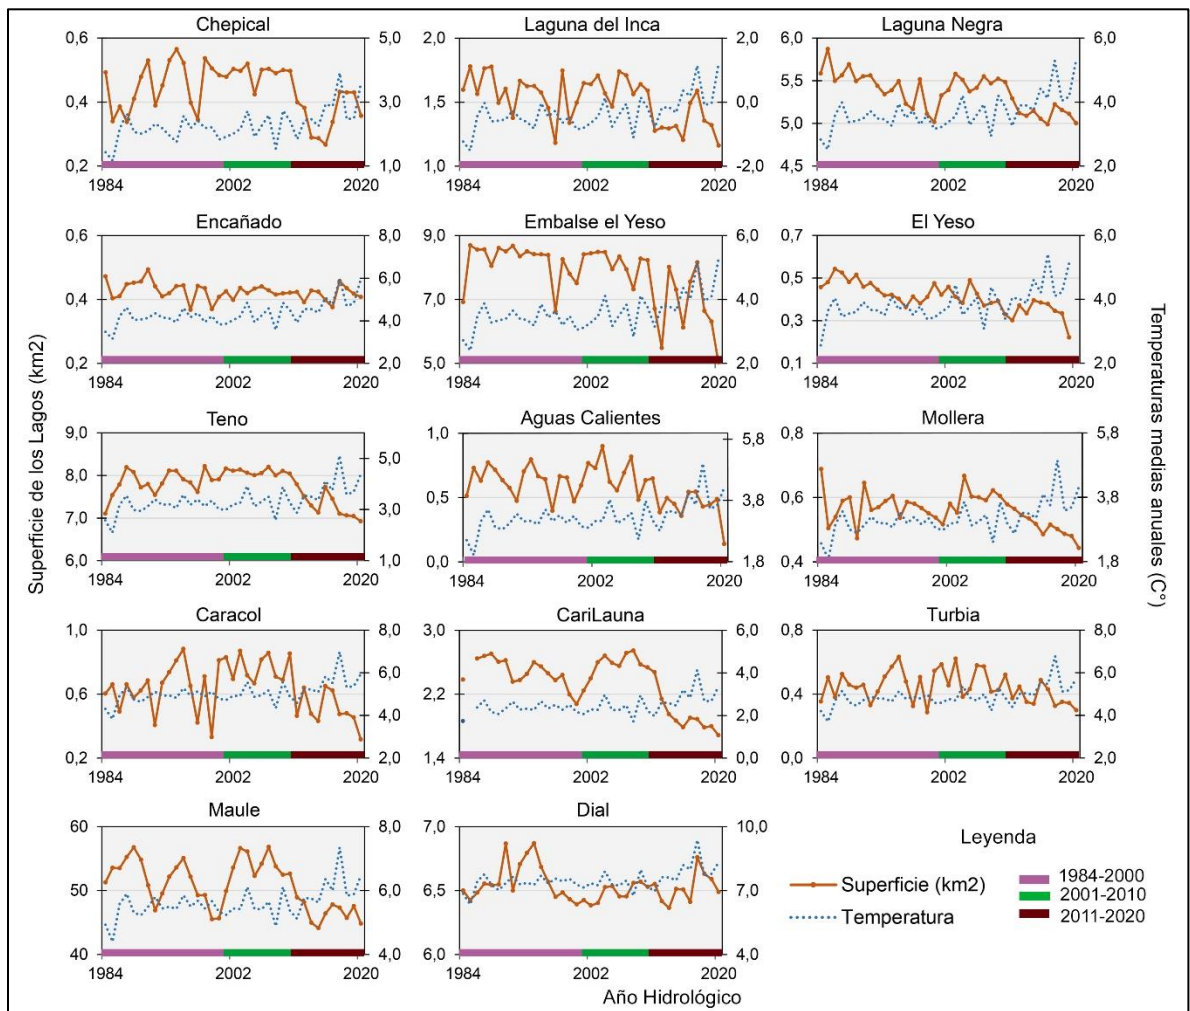 Chepical
Laguna del Inca
Laguna Negra
0,6 5,0 2,0 2,0 6,0 6,0
5,5
0,4 3,0 1,5 0,0 4,0
5,0
0,2 1,0 1,0 -2,0 4,5 2,0
1984 2002 2020 1984 2002 2020 1984 2002 2020
Encañado
Embalse el Yeso
El Yeso
0,6 8,0 9,0 6,0 0,7 6,0
6,0 0,5
0,4 7,0 4,0 4,0
4,0 0,3
0,2 2,0 5,0 2,0 0,1 2,0
1984 2002 2020 1984 2002 2020 1984 2002 2020
Teno
Aguas Calientes
Mollera
9,0 1,0 5,8 0,8 5,8
5,0
8,0
0,5 3,8 0,6 3,8
7,0 3,0
6,0 1,0 0,0 1,8 0,4 1,8
1984 2002 2020 1984 2002 2020 1984 2002 2020
Caracol
CariLauna
Turbia
1,0 8,0 3,0 6,0 0,8 8,0
6,0 4,0 6,0
0,6 2,2 0,4
4,0 2,0 4,0
0,2 2,0 1,4 0,0 0,0 2,0
1984 2002 2020 1984 2002 2020 1984 2002 2020
Maule
Dial
60 8,0 7,0 10,0
50 6,0 6,5 7,0
40 4,0 6,0 4,0
1984 2002 2020 1984 2002 2020
Superficie de los Lagos (km2)
Temperaturas medias anuales (C°)
Año Hidrológico
Leyenda
Superficie (km2)
Temperatura
1984-2000
2001-2010
2011-2020